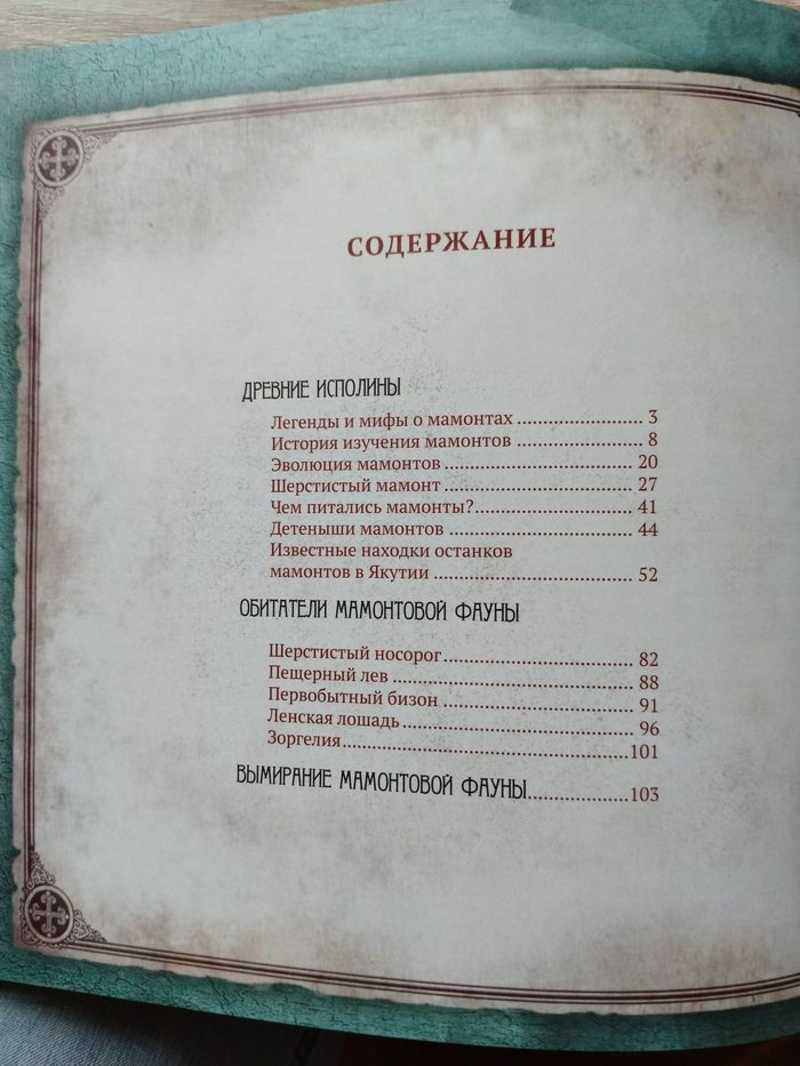 СОДЕРЖАНИЕ
ДРЕВНИЕ ИСПОЛИНЫ
Легенды и мифы о мамонтах ........................ 3
История изучения мамонтов ........................ 8
Эволюция мамонтов .................................... 20
Шерстистый мамонт .................................... 27
Чем питались мамонты?.............................. 41
Детеныши мамонтов ................................... 44
Известные находки останков
мамонтов в Якутии ...................................... 52
ОБИТАТЕЛИ МАМОНТОВОЙ ФАУНЫ
Шерстистый носорог.................................... 82
Пещерный лев .............................................. 88
Первобытный бизон .................................... 91
Ленская лошадь ............................................ 96
Зоргелия.......................................................101
ВЫМИРАНИЕ МАМОНТОВОЙ ФАУНЫ...................103